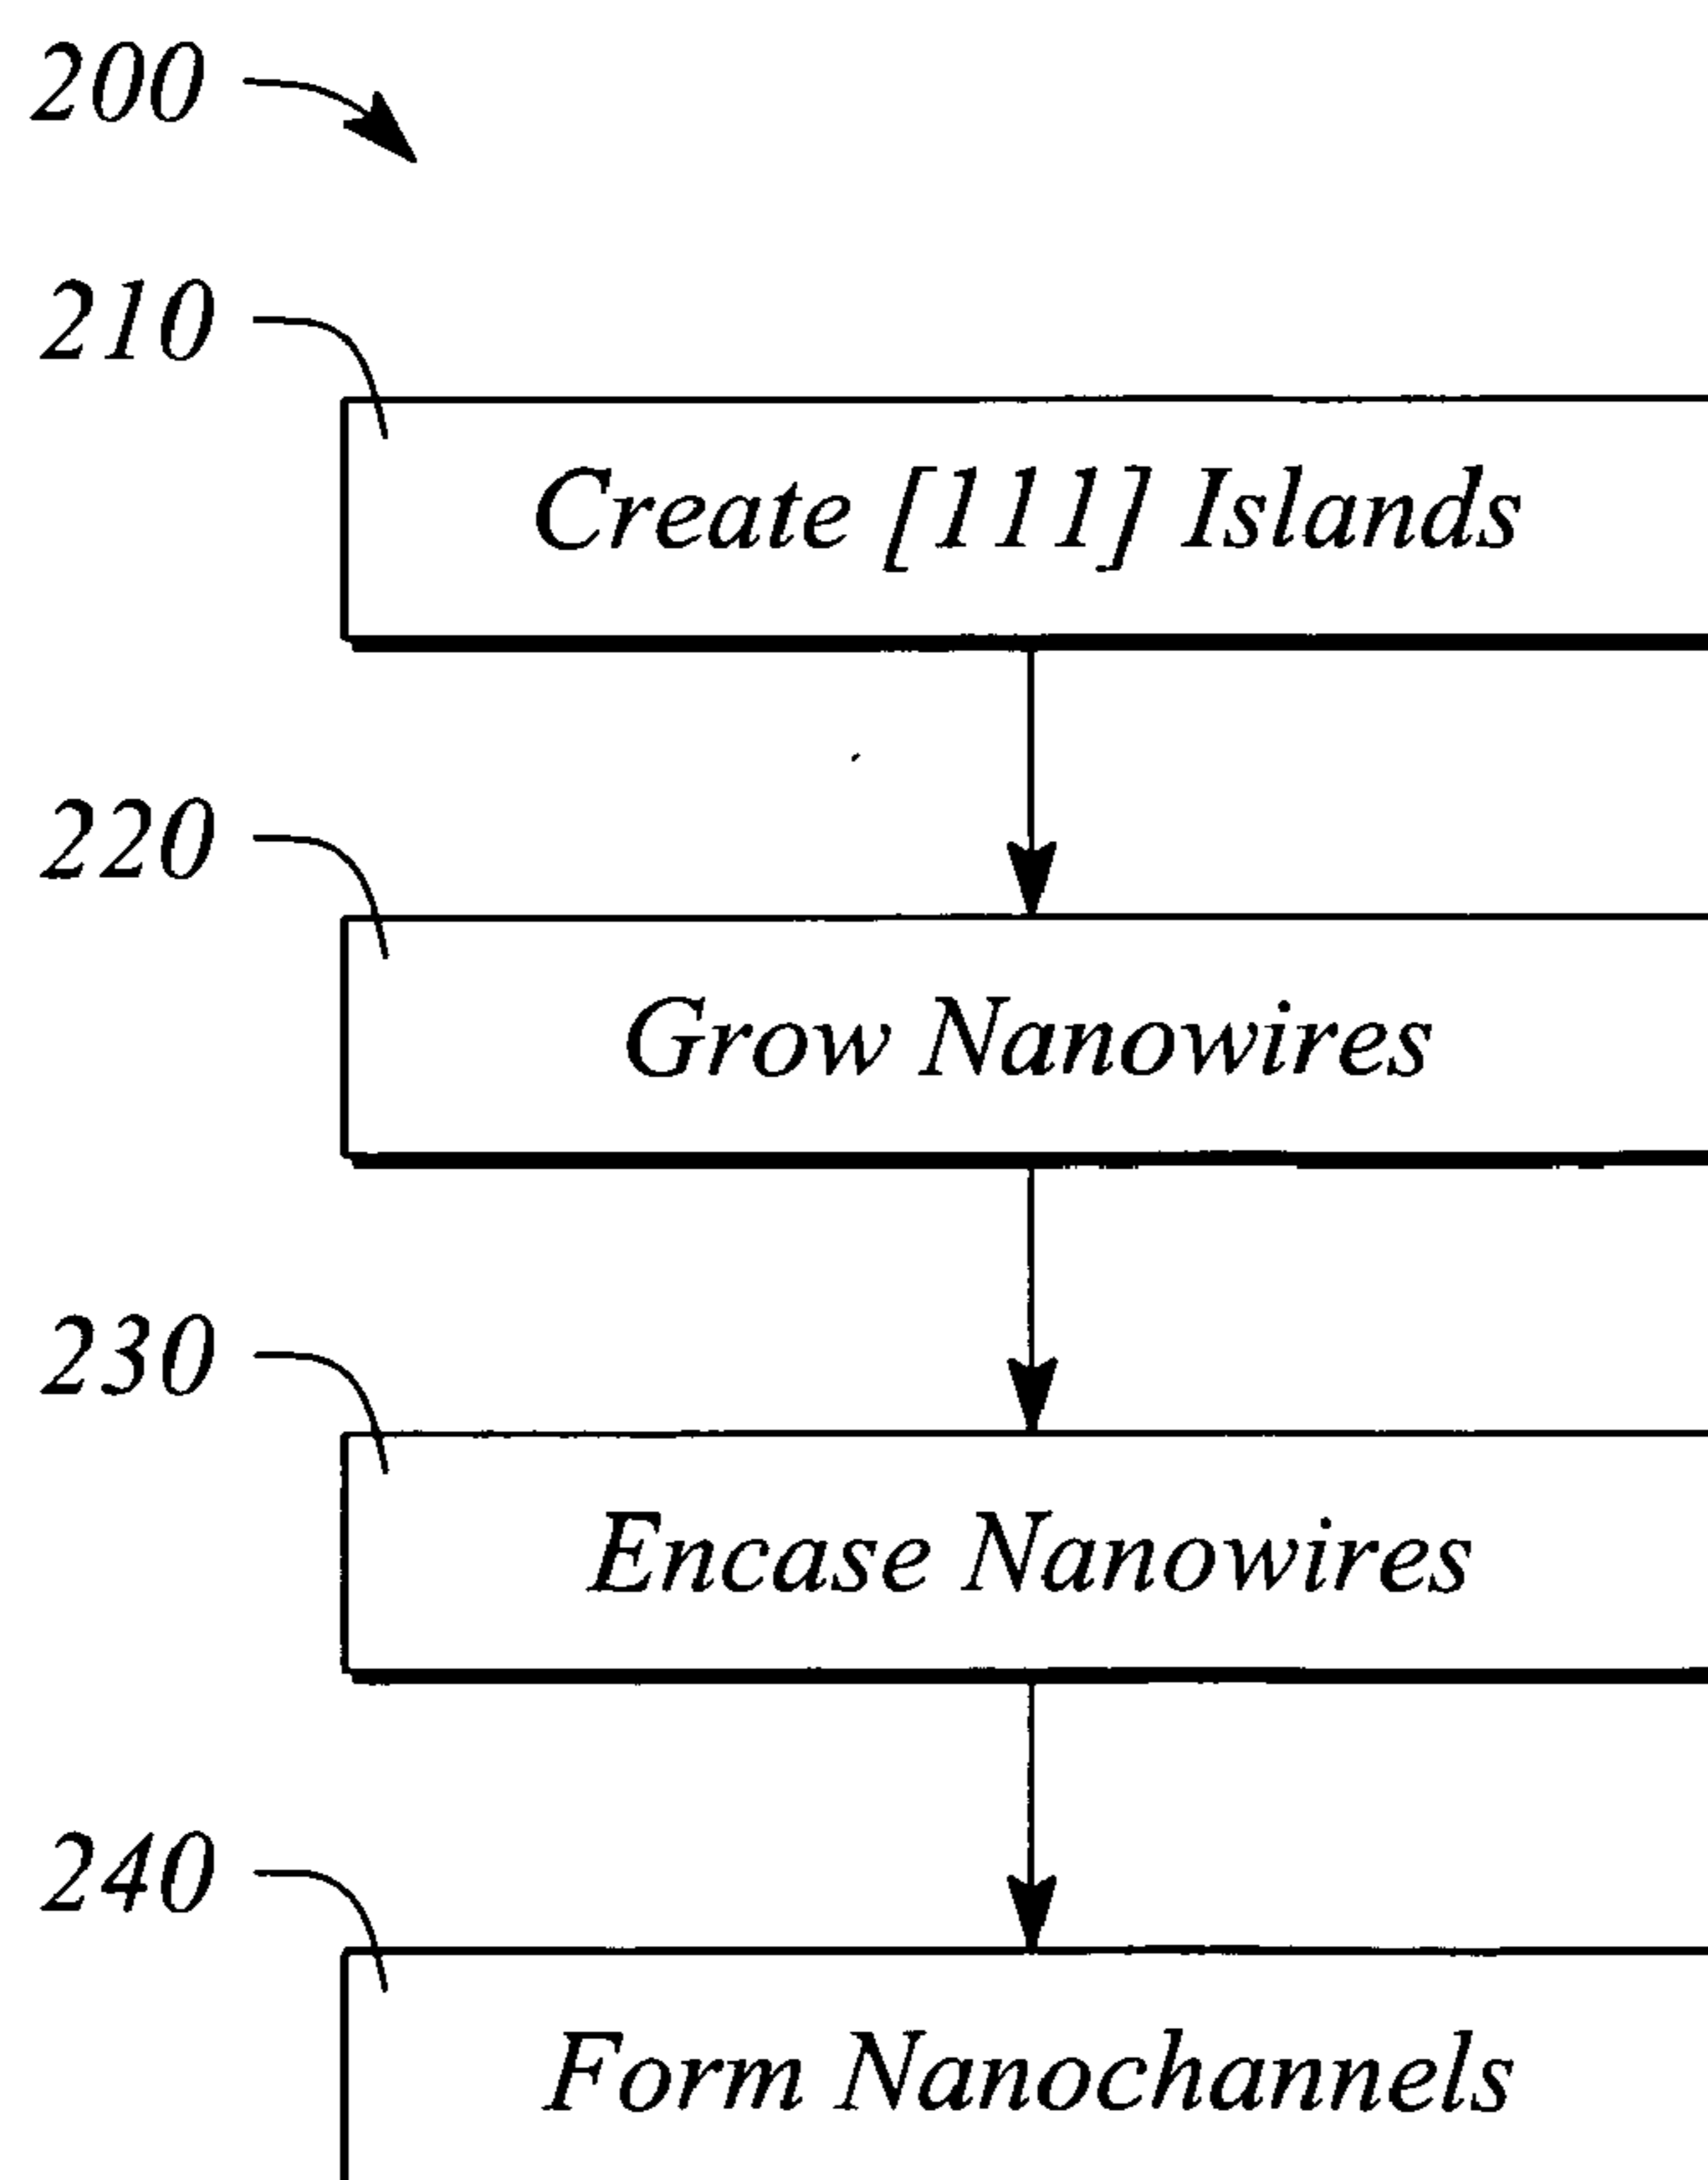 200
210
Create [111] Islands
220
Grow Nanowires
230
Encase Nanowires
240
Form Nanochannels